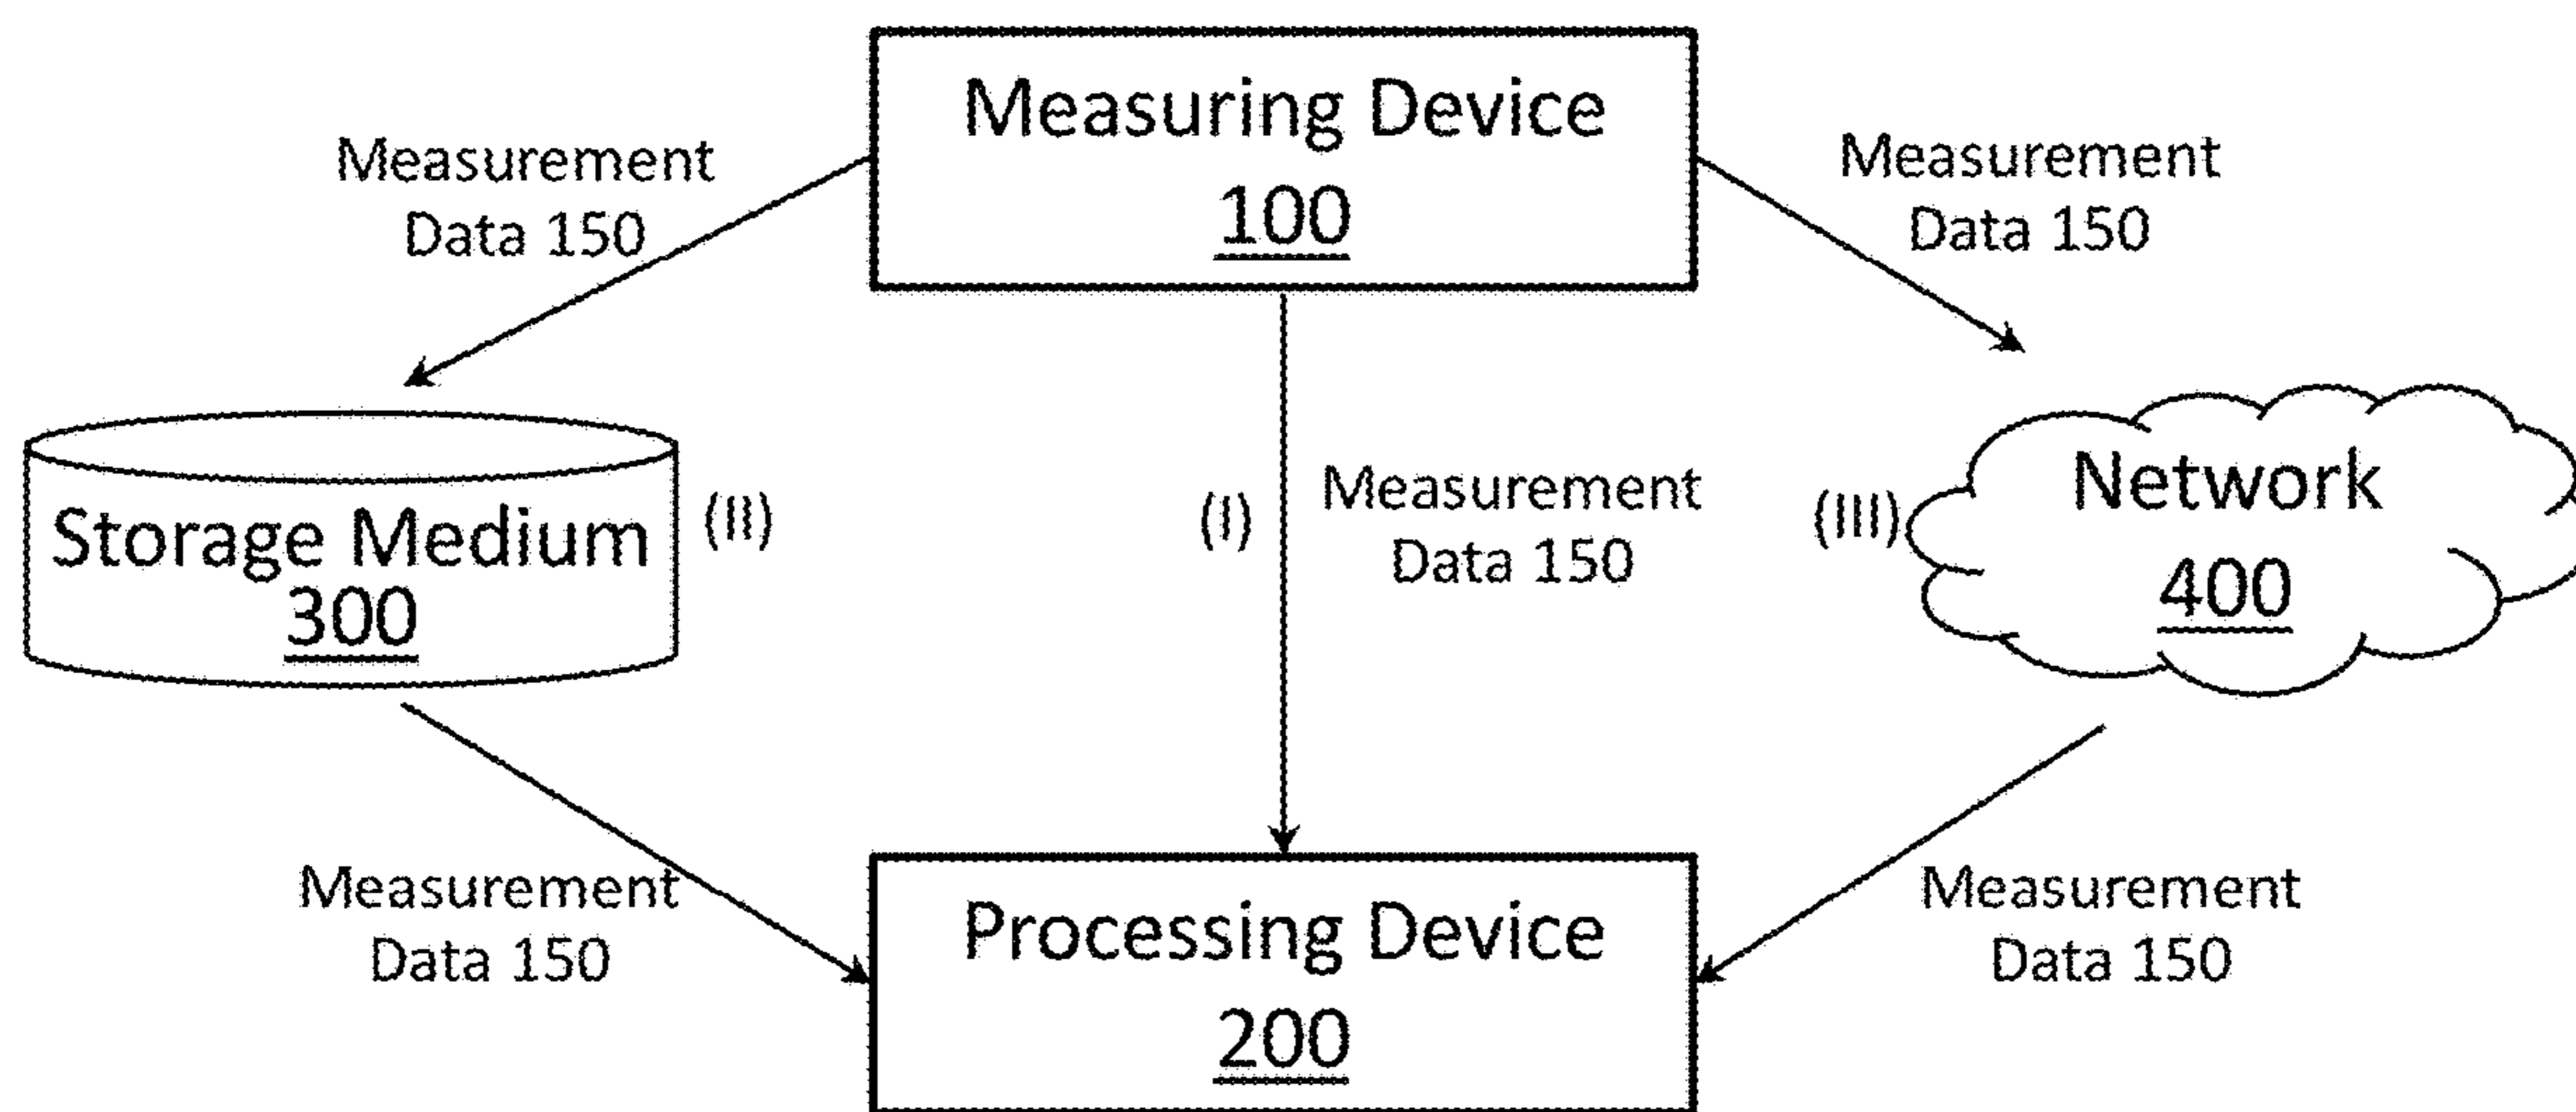 Measuring Device
100
Measurement
Data 150
Measurement
Data 150
Storage Medium
300
(II)
(I)
Measurement
Data 150
(III)
Network
400
Measurement
Data 150
Processing Device
200
Measurement
Data 150